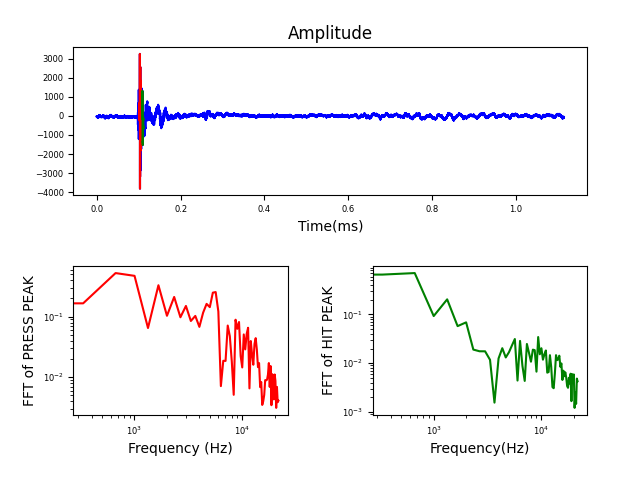 Amplitude
3000
2000
1000
0
−1000
−2000
−3000
−4000
0.0 0.2 0.4 0.6 0.8 1.0
Time(ms)
FFT of PRESS PEAK
10⁻¹
10⁻²
10³ 10⁴
Frequency (Hz)
FFT of HIT PEAK
10⁻¹
10⁻²
10⁻³
10³ 10⁴
Frequency(Hz)